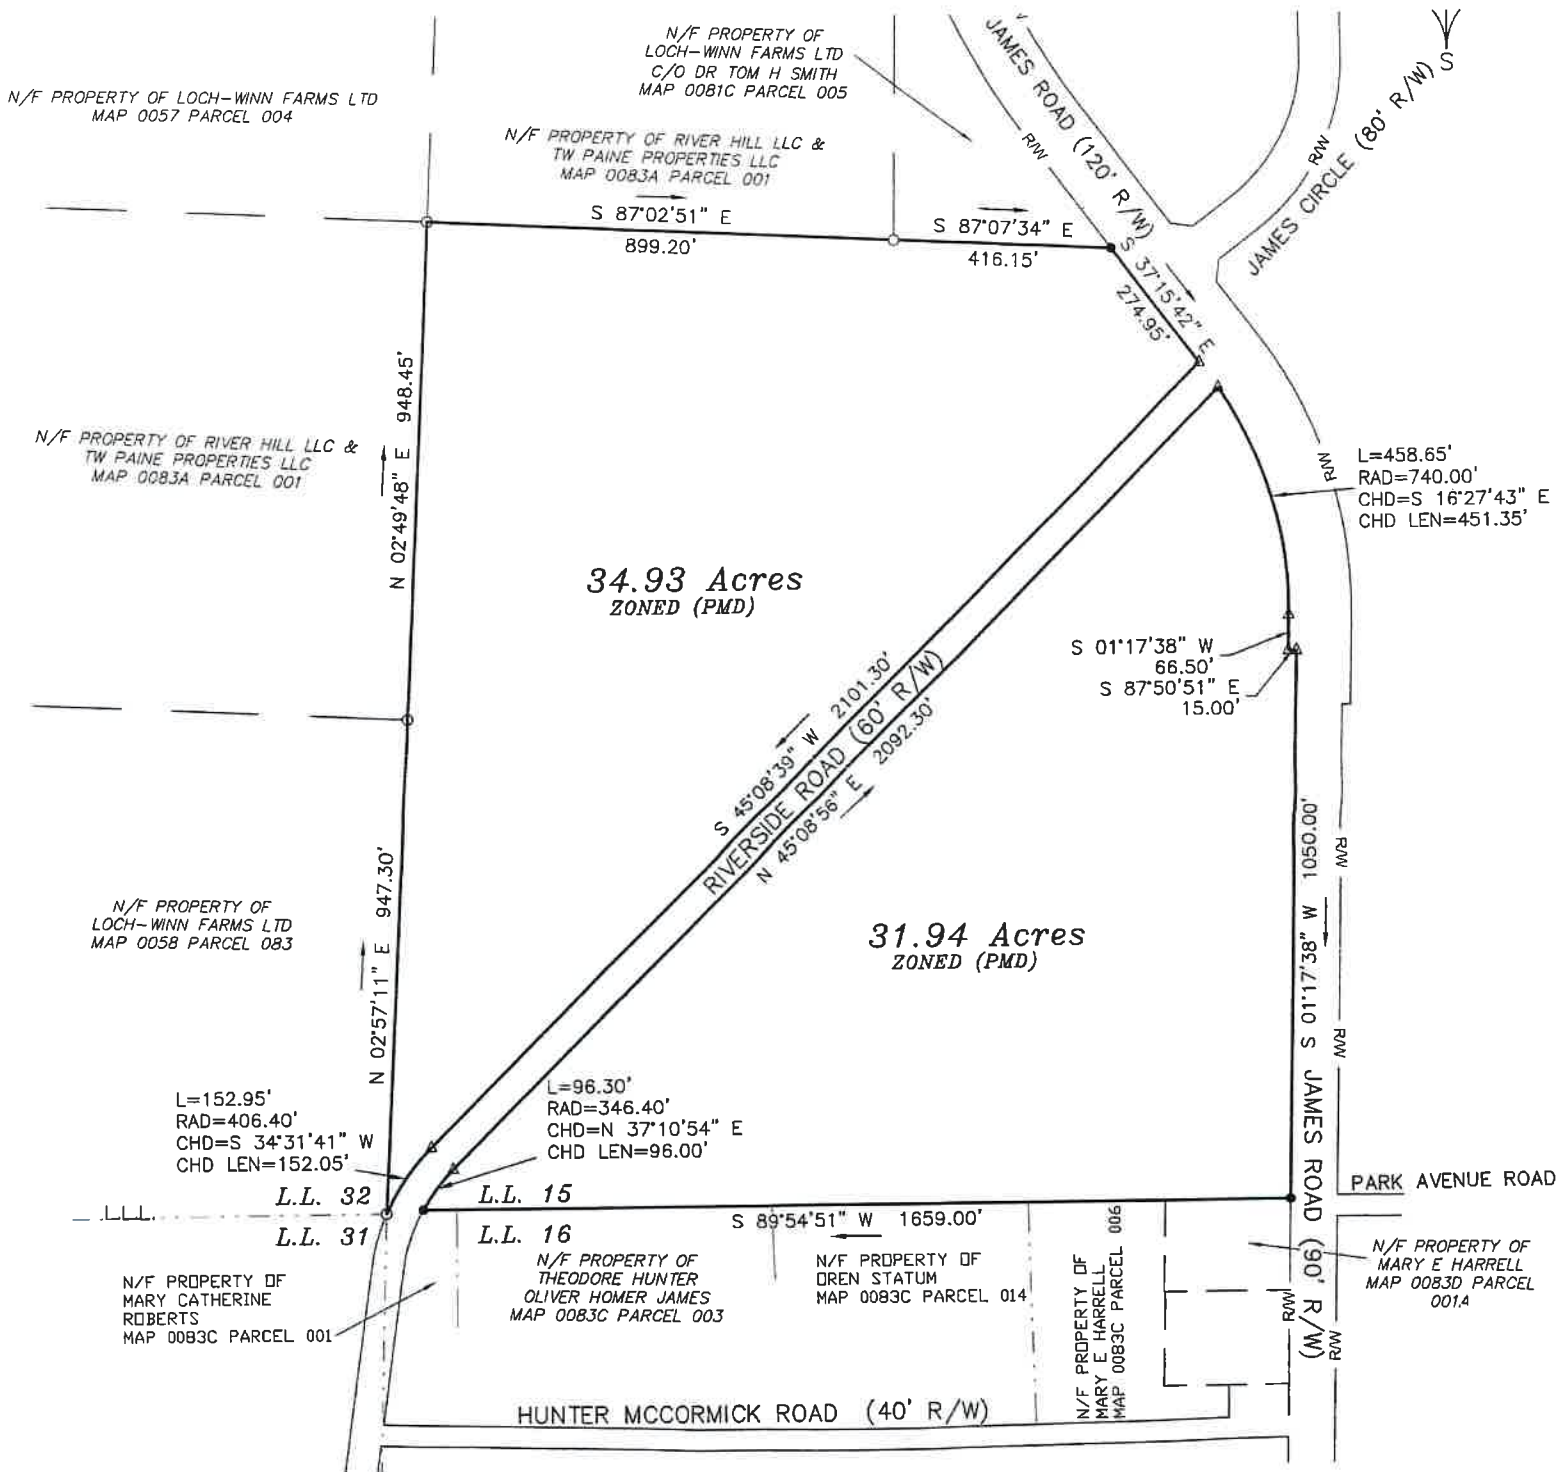 N/F PROPERTY OF LOCH-WINN FARMS LTD
MAP 0057 PARCEL 004
N/F PROPERTY OF
LOCH-WINN FARMS LTD
C/O DR TOM H SMITH
MAP 0081C PARCEL 005
N/F PROPERTY OF RIVER HILL LLC &
TW PAINE PROPERTIES LLC
MAP 0083A PARCEL 001
JAMES ROAD (120' R/W)
R/W
R/W
JAMES CIRCLE (80' R/W)
S
S 87°02'51" E
899.20'
S 87°07'34" E
416.15'
S 37°15'42" E
274.95'
N/F PROPERTY OF RIVER HILL LLC &
TW PAINE PROPERTIES LLC
MAP 0083A PARCEL 001
N 02°49'48" E 948.45'
R/W
L=458.65'
RAD=740.00'
CHD=S 16°27'43" E
CHD LEN=451.35'
34.93 Acres
ZONED (PMD)
S 01°17'38" W
66.50'
S 87°50'51" E
15.00'
S 45°08'39" W 2101.30'
RIVERSIDE ROAD (60' R/W)
N 45°08'56" E 2092.30'
N/F PROPERTY OF
LOCH-WINN FARMS LTD
MAP 0058 PARCEL 083
N 02°57'11" E 947.30'
31.94 Acres
ZONED (PMD)
S 01°17'38" W 1050.00'
R/W
R/W
L=152.95'
RAD=406.40'
CHD=S 34°31'41" W
CHD LEN=152.05'
L=96.30'
RAD=346.40'
CHD=N 37°10'54" E
CHD LEN=96.00'
JAMES ROAD (90' R/W)
PARK AVENUE ROAD
L.L. 32
L.L. 15
L.L. 31
L.L. 16
LLL
S 89°54'51" W 1659.00'
N/F PROPERTY OF
MARY CATHERINE
ROBERTS
MAP 0083C PARCEL 001
N/F PROPERTY OF
THEODORE HUNTER
OLIVER HOMER JAMES
MAP 0083C PARCEL 003
N/F PROPERTY OF
OREN STATUM
MAP 0083C PARCEL 014
N/F PROPERTY OF
MARY E HARRELL
MAP 0083C PARCEL 006
N/F PROPERTY OF
MARY E HARRELL
MAP 0083D PARCEL
001A
R/W
R/W
HUNTER MCCORMICK ROAD (40' R/W)